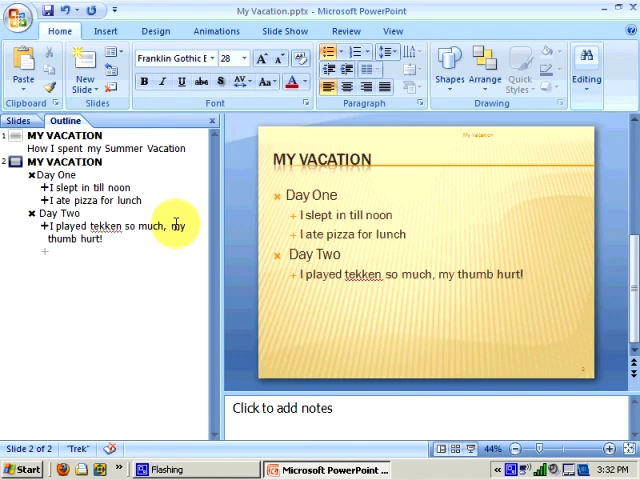 My Vacation.pptx - Microsoft PowerPoint
Home Insert Design Animations Slide Show Review View
Paste
New Slide
Franklin Gothic E 28
B I U abe S AV Aa A
Shapes Arrange Quick Styles Editing
Clipboard Slides Font Paragraph Drawing
Slides Outline x
1 MY VACATION
How I spent my Summer Vacation
2 MY VACATION
Day One
I slept in till noon
I ate pizza for lunch
Day Two
I played tekken so much, my
thumb hurt!
My Vacation
MY VACATION
Day One
I slept in till noon
I ate pizza for lunch
Day Two
I played tekken so much, my thumb hurt!
Click to add notes
Slide 2 of 2 "Trek" 44%
Start » Flashing Microsoft PowerPoint ... « 3:32 PM